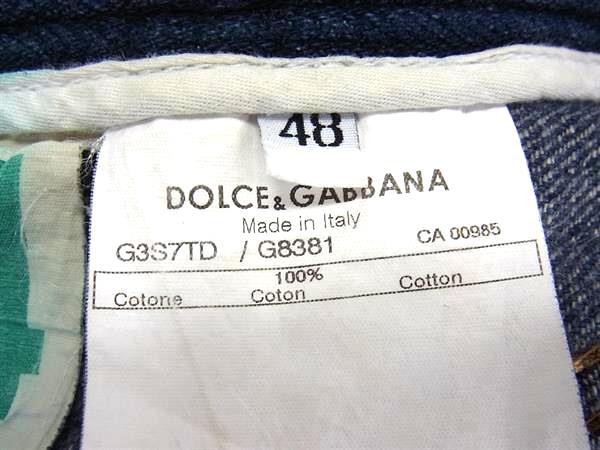 48
DOLCE & GABBANA
Made in Italy
G3S7TD / G8381 CA 00985
100%
Cotone Coton Cotton